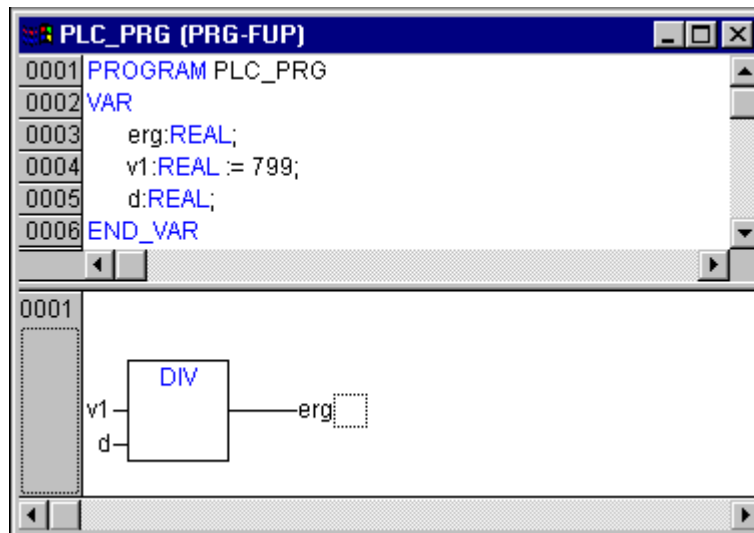 PLC_PRG (PRG-FUP)
0001 PROGRAM PLC_PRG
0002 VAR
0003 erg:REAL;
0004 v1:REAL := 799;
0005 d:REAL;
0006 END_VAR
0001
DIV
v1 erg
d